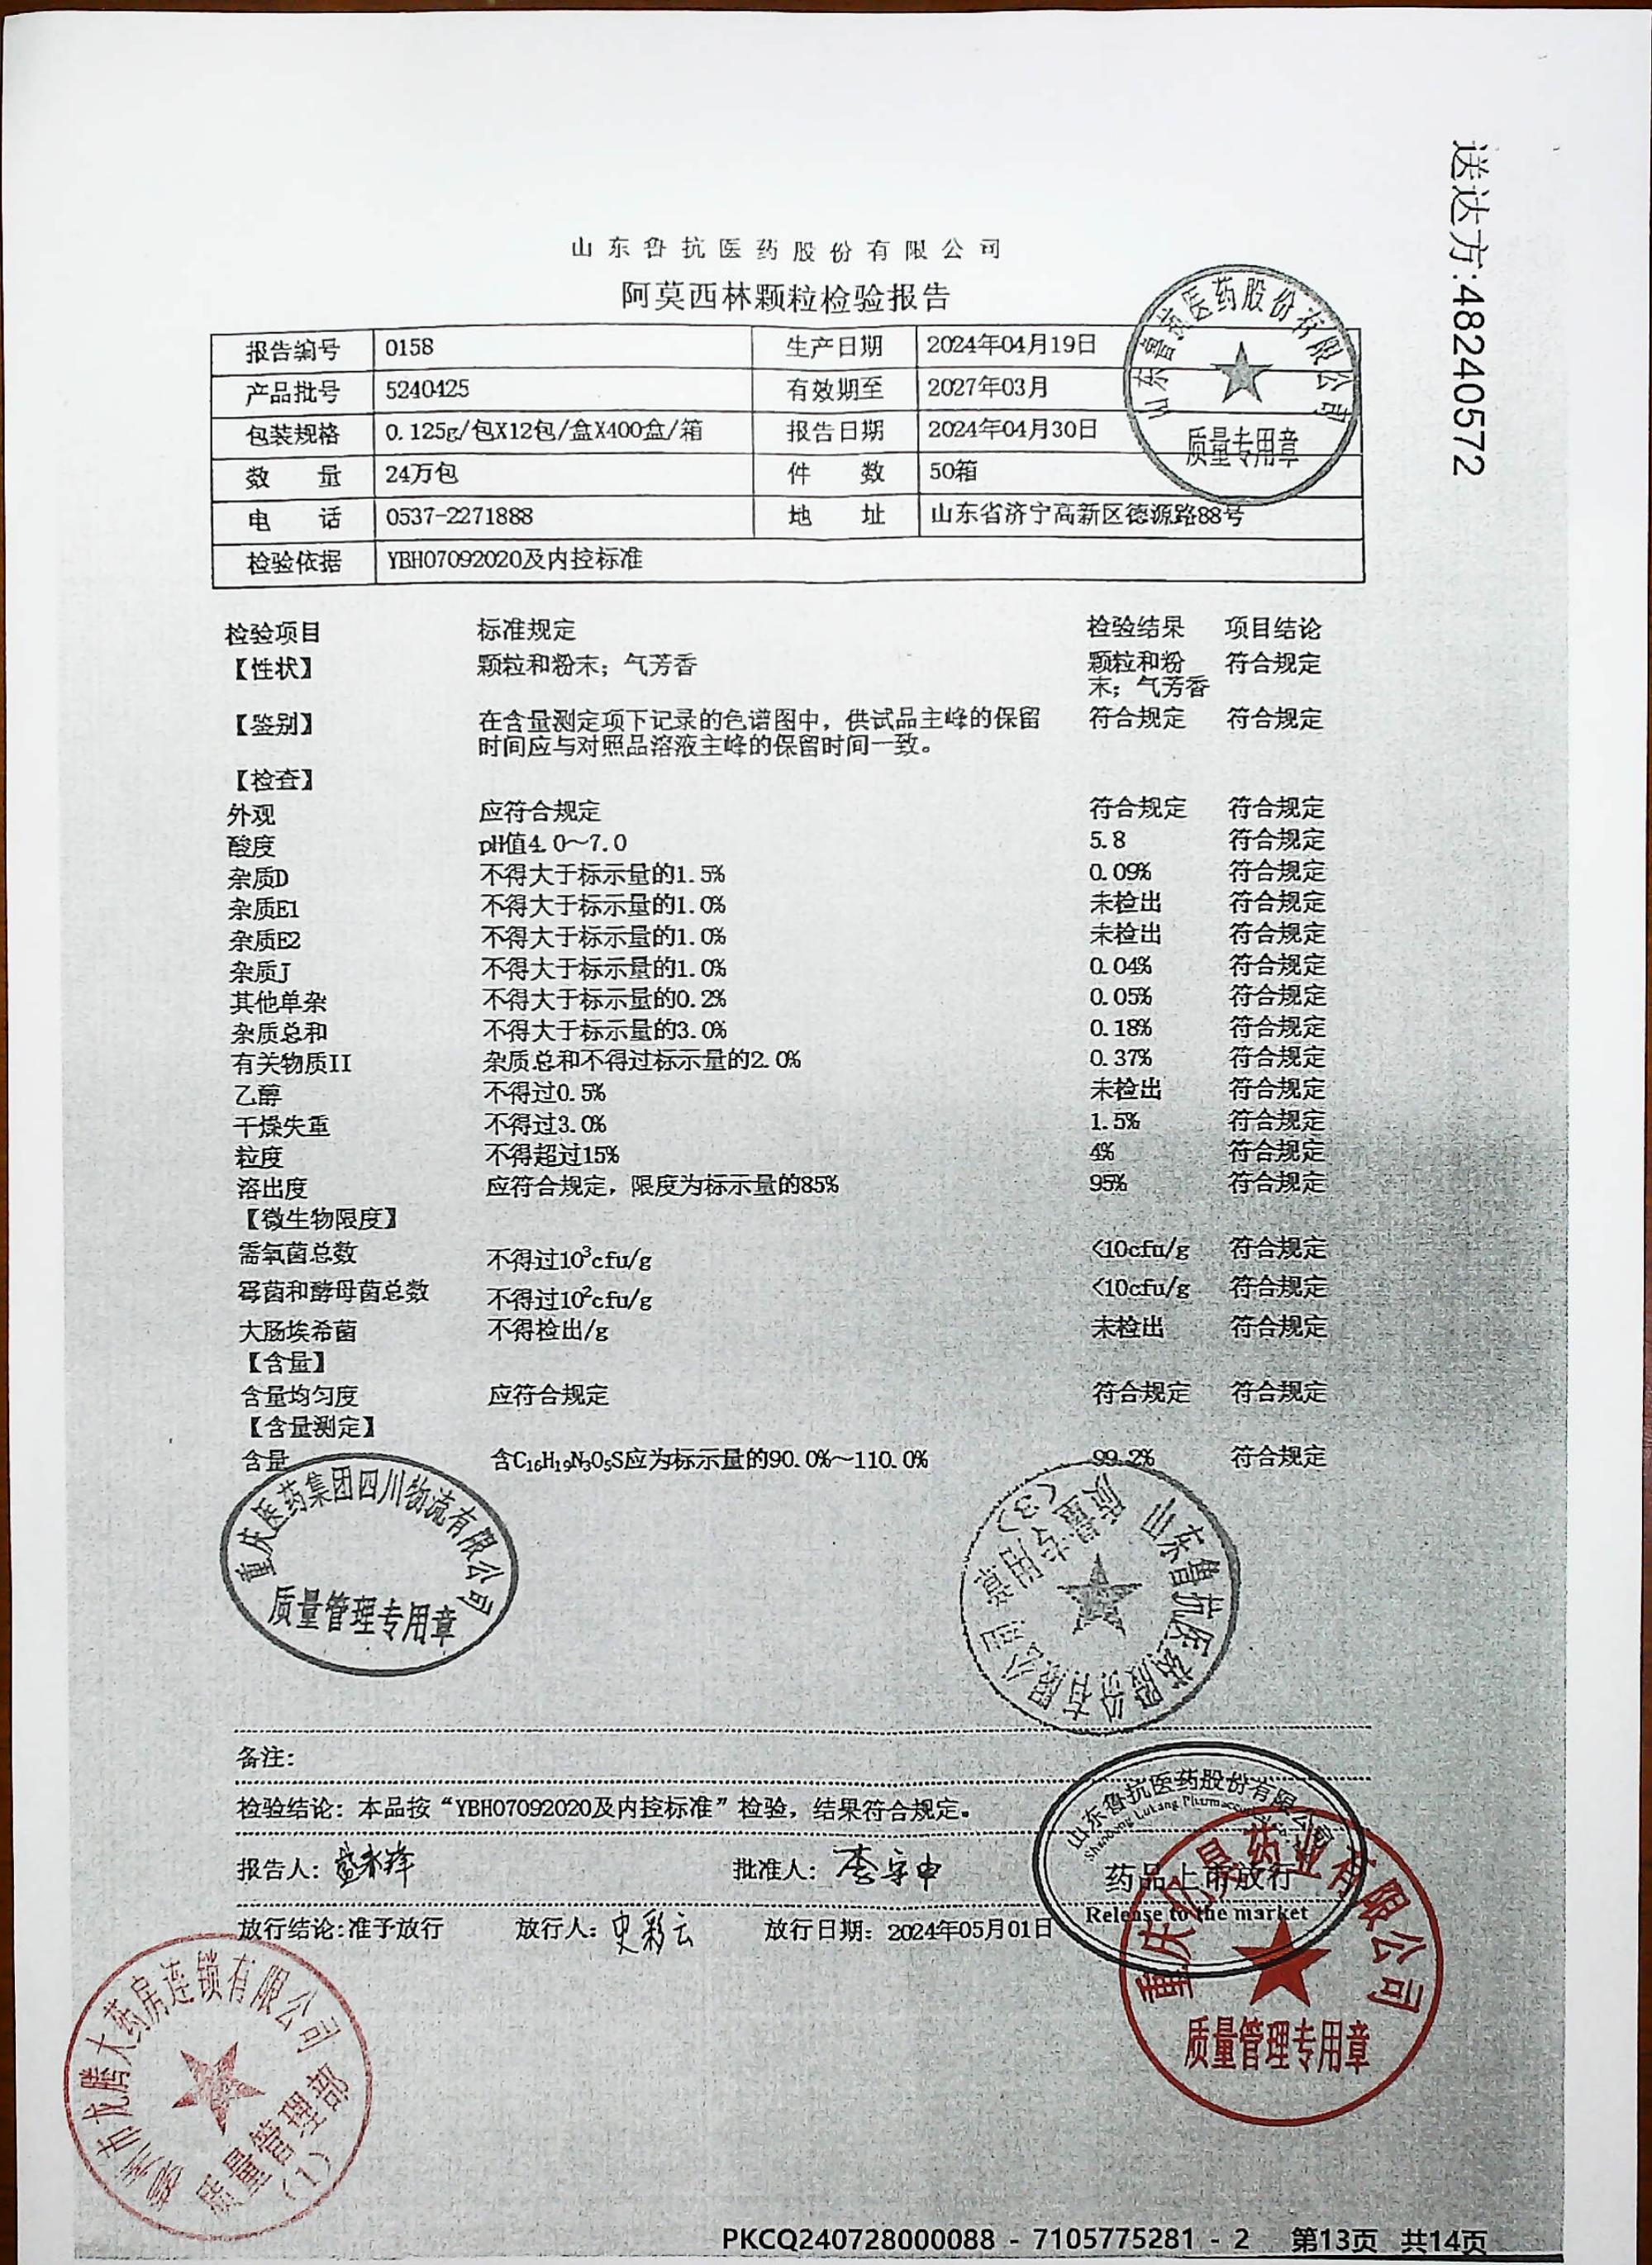 送达方:48240572
山东鲁抗医药股份有限公司
阿莫西林颗粒检验报告
报告编号 0158 生产日期 2024年04月19日
产品批号 5240425 有效期至 2027年03月
包装规格 0.125g/包X12包/盒X400盒/箱 报告日期 2024年04月30日
数 量 24万包 件 数 50箱
电 话 0537-2271888 地 址 山东省济宁高新区德源路88号
检验依据 YBH07092020及内控标准
山东鲁抗医药股份有限公司
质量专用章
检验项目 标准规定 检验结果 项目结论
【性状】 颗粒和粉末；气芳香 颗粒和粉 符合规定
末；气芳香
【鉴别】 在含量测定项下记录的色谱图中，供试品主峰的保留 符合规定 符合规定
时间应与对照品溶液主峰的保留时间一致。
【检查】
外观 应符合规定 符合规定 符合规定
酸度 pH值4.0～7.0 5.8 符合规定
杂质D 不得大于标示量的1.5% 0.09% 符合规定
杂质E1 不得大于标示量的1.0% 未检出 符合规定
杂质E2 不得大于标示量的1.0% 未检出 符合规定
杂质J 不得大于标示量的1.0% 0.04% 符合规定
其他单杂 不得大于标示量的0.2% 0.05% 符合规定
杂质总和 不得大于标示量的3.0% 0.18% 符合规定
有关物质II 杂质总和不得过标示量的2.0% 0.37% 符合规定
乙醇 不得过0.5% 未检出 符合规定
干燥失重 不得过3.0% 1.5% 符合规定
粒度 不得超过15% 4% 符合规定
溶出度 应符合规定，限度为标示量的85% 95% 符合规定
【微生物限度】
需氧菌总数 不得过10³cfu/g <10cfu/g 符合规定
霉菌和酵母菌总数 不得过10²cfu/g <10cfu/g 符合规定
大肠埃希菌 不得检出/g 未检出 符合规定
【含量】
含量均匀度 应符合规定 符合规定 符合规定
【含量测定】
含量 含C₁₆H₁₉N₃O₅S应为标示量的90.0%～110.0% 99.2% 符合规定
重庆医药集团四川物流有限公司
质量管理专用章
山东鲁抗医药股份有限公司
质量专用章
(3)
备注：
检验结论：本品按“YBH07092020及内控标准”检验，结果符合规定。
报告人： 批准人：李宇申
放行结论：准予放行 放行人：史彩云 放行日期：2024年05月01日
山东鲁抗医药股份有限公司
Shandong Lukang Pharmaceutical
药品上市放行
Release to the market
药业有限公司
质量管理专用章
大药房连锁有限公司
质量管理部
(1)
PKCQ240728000088 - 7105775281 - 2 第13页 共14页